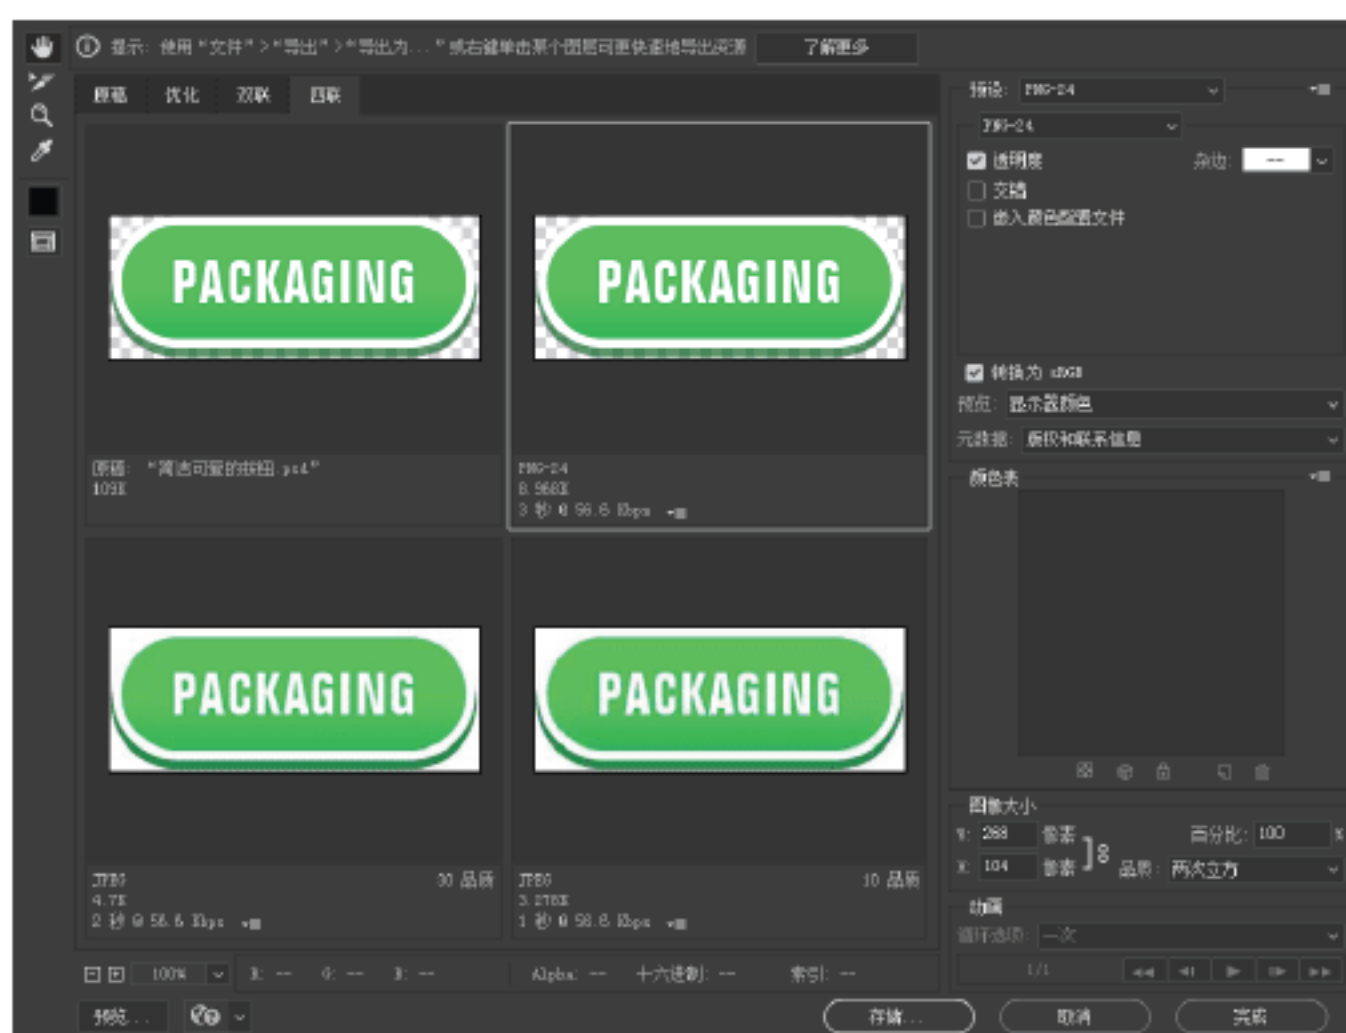 提示: 使用 "文件" > "导出" > "导出为..." 或右键单击某个图层可更快速地导出资源 了解更多
原稿 优化 双联 四联
PACKAGING
原稿: "简洁可爱的按钮.psd"
109K
PACKAGING
PNG-24
8.968K
3 秒 @ 56.6 Kbps
PACKAGING
JPEG 30 品质
4.7K
2 秒 @ 56.6 Kbps
PACKAGING
JPEG 10 品质
3.278K
1 秒 @ 56.6 Kbps
100% R: -- G: -- B: -- Alpha: -- 十六进制: -- 索引: --
预览...
预设: PNG-24
PNG-24
透明度 杂边: --
交错
嵌入颜色配置文件
转换为 sRGB
预览: 显示器颜色
元数据: 版权和联系信息
颜色表
图像大小
W: 268 像素 百分比: 100 %
H: 104 像素 品质: 两次立方
动画
循环选项: 一次
1/1
存储... 取消 完成